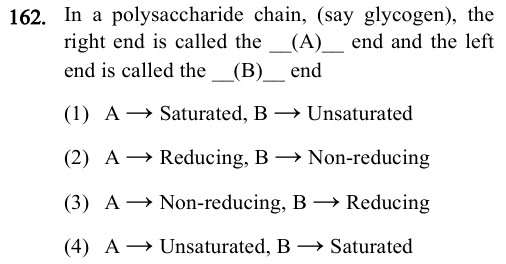 162. In a polysaccharide chain, (say glycogen), the
right end is called the __(A)__ end and the left
end is called the __(B)__ end
(1) A → Saturated, B → Unsaturated
(2) A → Reducing, B → Non-reducing
(3) A → Non-reducing, B → Reducing
(4) A → Unsaturated, B → Saturated